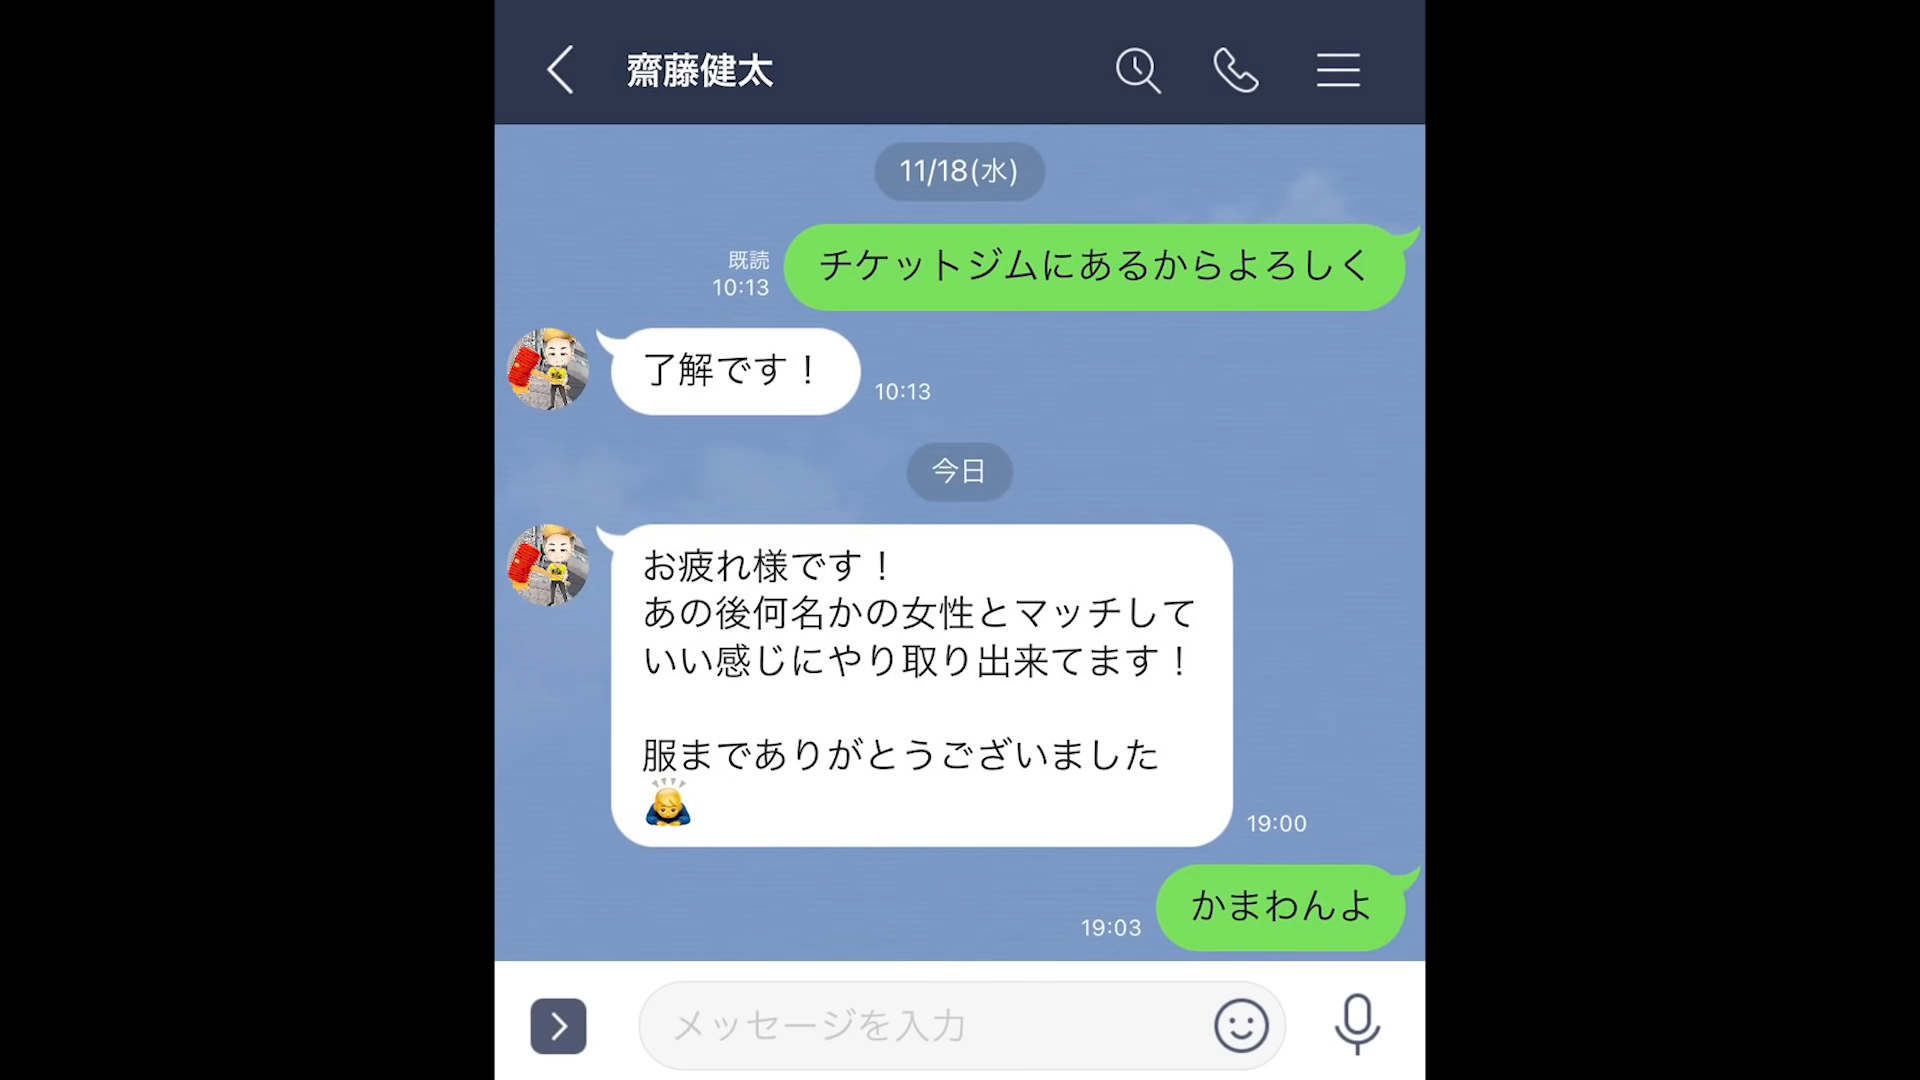 齋藤健太
11/18(水)
チケットジムにあるからよろしく
既読
10:13
了解です！
10:13
今日
お疲れ様です！
あの後何名かの女性とマッチして
いい感じにやり取り出来てます！
服までありがとうございました
19:00
かまわんよ
19:03
メッセージを入力